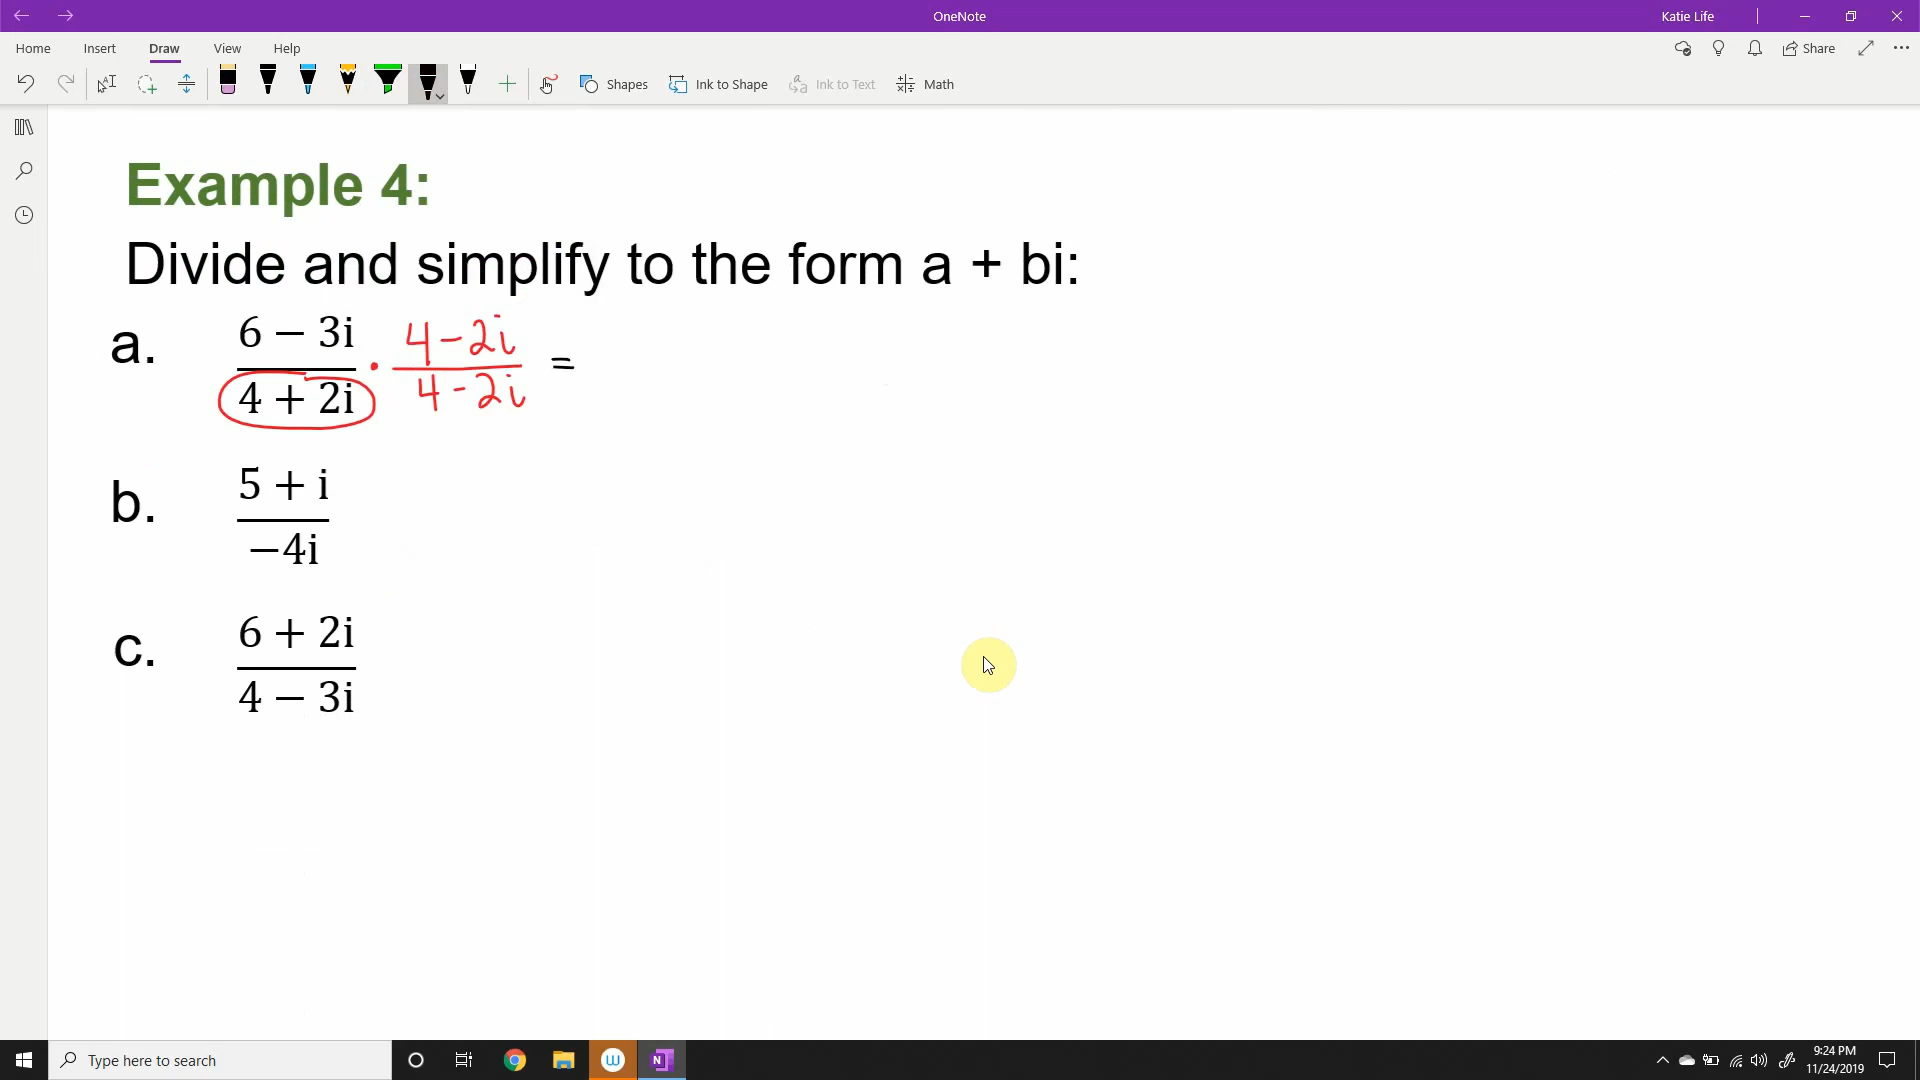 OneNote
Katie Life
Home Insert Draw View Help
Share
Shapes Ink to Shape Ink to Text Math
Example 4:
Divide and simplify to the form a + bi:
a. 6 − 3i / 4 + 2i · 4 − 2i / 4 − 2i =
b. 5 + i / −4i
c. 6 + 2i / 4 − 3i
Type here to search
9:24 PM
11/24/2019